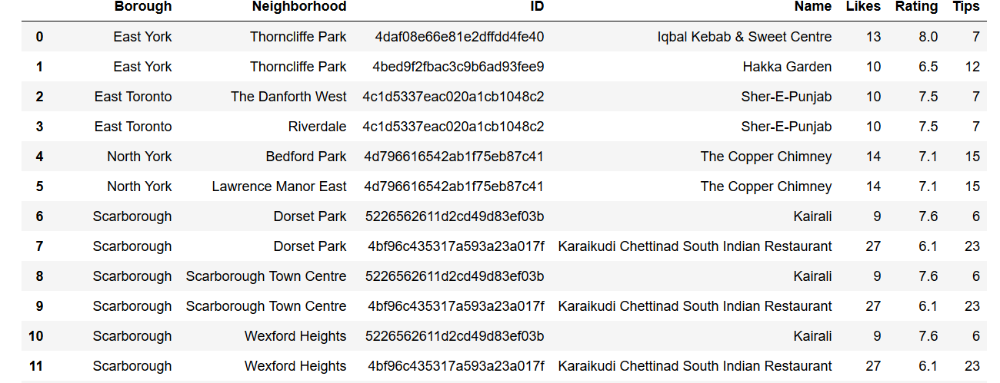 Borough Neighborhood ID Name Likes Rating Tips
0 East York Thorncliffe Park 4daf08e66e81e2dffdd4fe40 Iqbal Kebab & Sweet Centre 13 8.0 7
1 East York Thorncliffe Park 4bed9f2fbac3c9b6ad93fee9 Hakka Garden 10 6.5 12
2 East Toronto The Danforth West 4c1d5337eac020a1cb1048c2 Sher-E-Punjab 10 7.5 7
3 East Toronto Riverdale 4c1d5337eac020a1cb1048c2 Sher-E-Punjab 10 7.5 7
4 North York Bedford Park 4d796616542ab1f75eb87c41 The Copper Chimney 14 7.1 15
5 North York Lawrence Manor East 4d796616542ab1f75eb87c41 The Copper Chimney 14 7.1 15
6 Scarborough Dorset Park 5226562611d2cd49d83ef03b Kairali 9 7.6 6
7 Scarborough Dorset Park 4bf96c435317a593a23a017f Karaikudi Chettinad South Indian Restaurant 27 6.1 23
8 Scarborough Scarborough Town Centre 5226562611d2cd49d83ef03b Kairali 9 7.6 6
9 Scarborough Scarborough Town Centre 4bf96c435317a593a23a017f Karaikudi Chettinad South Indian Restaurant 27 6.1 23
10 Scarborough Wexford Heights 5226562611d2cd49d83ef03b Kairali 9 7.6 6
11 Scarborough Wexford Heights 4bf96c435317a593a23a017f Karaikudi Chettinad South Indian Restaurant 27 6.1 23